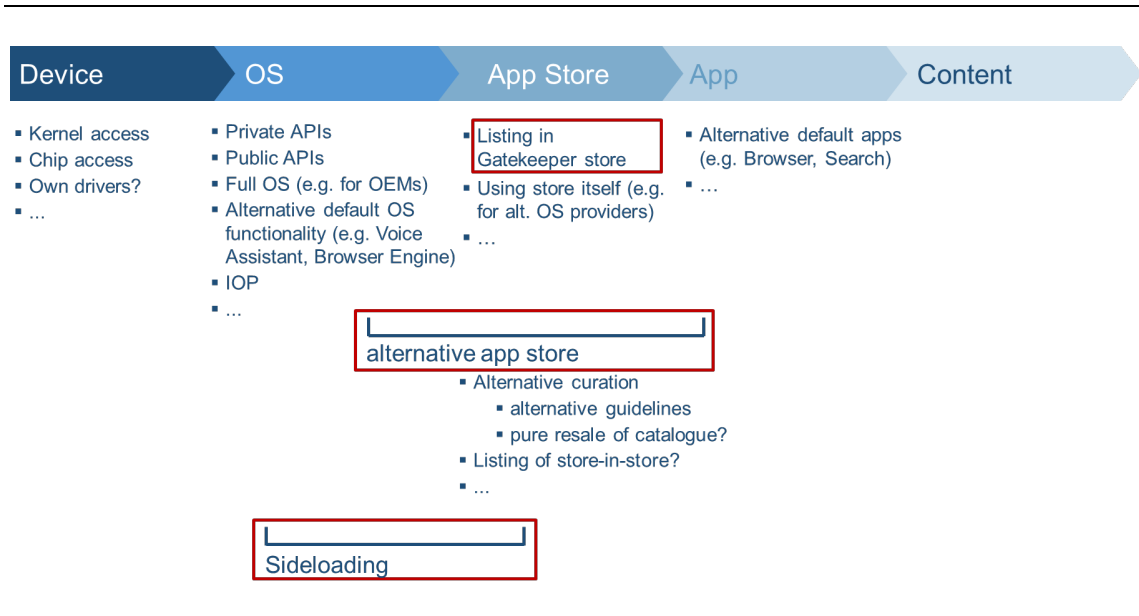 Device
OS
App Store
App
Content
▪ Kernel access
▪ Chip access
▪ Own drivers?
▪ ...
▪ Private APIs
▪ Public APIs
▪ Full OS (e.g. for OEMs)
▪ Alternative default OS
functionality (e.g. Voice
Assistant, Browser Engine)
▪ IOP
▪ ...
▪ Listing in
Gatekeeper store
▪ Using store itself (e.g.
for alt. OS providers)
▪ ...
▪ Alternative default apps
(e.g. Browser, Search)
▪ ...
alternative app store
▪ Alternative curation
▪ alternative guidelines
▪ pure resale of catalogue?
▪ Listing of store-in-store?
▪ ...
Sideloading